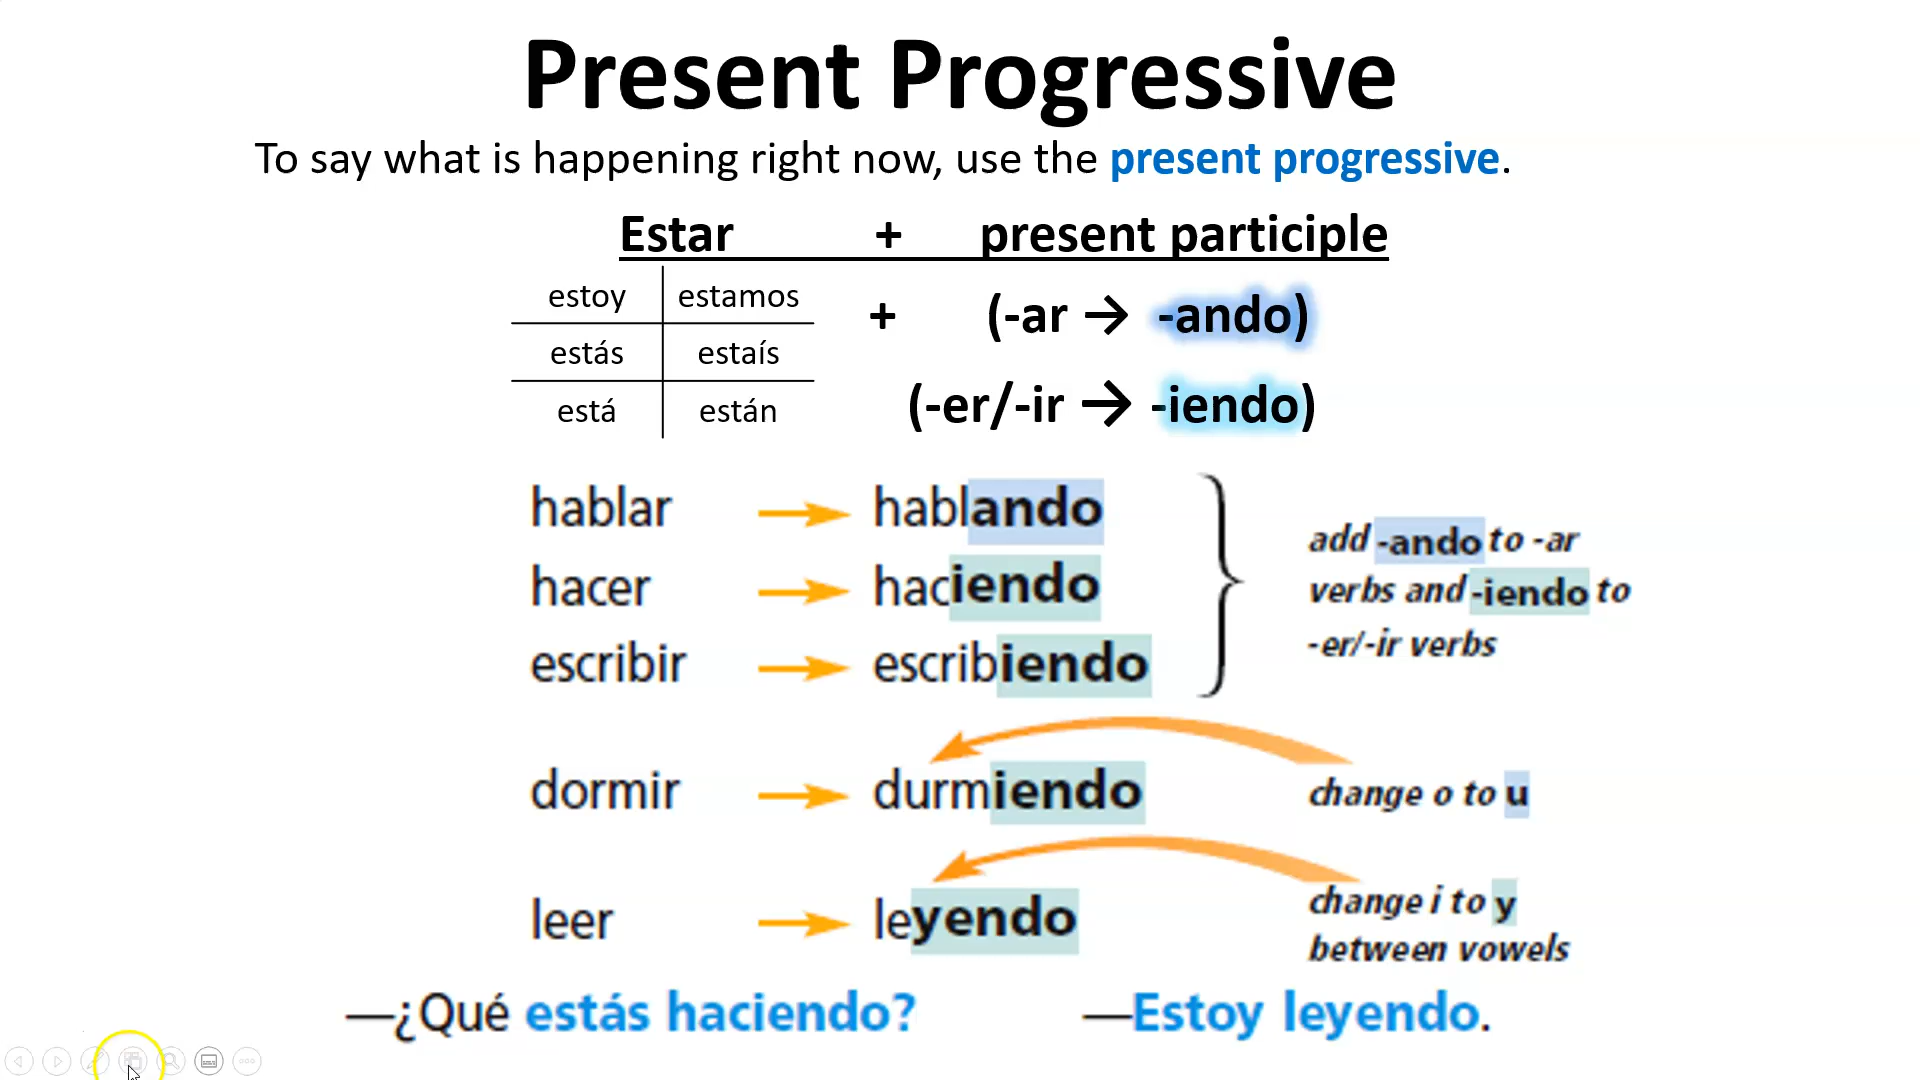 Present Progressive
To say what is happening right now, use the present progressive.
Estar + present participle
estoy estamos + (-ar → -ando)
estás estaís
está están (-er/-ir → -iendo)
hablar → hablando
hacer → haciendo
escribir → escribiendo
add -ando to -ar
verbs and -iendo to
-er/-ir verbs
dormir → durmiendo change o to u
leer → leyendo change i to y
between vowels
—¿Qué estás haciendo? —Estoy leyendo.